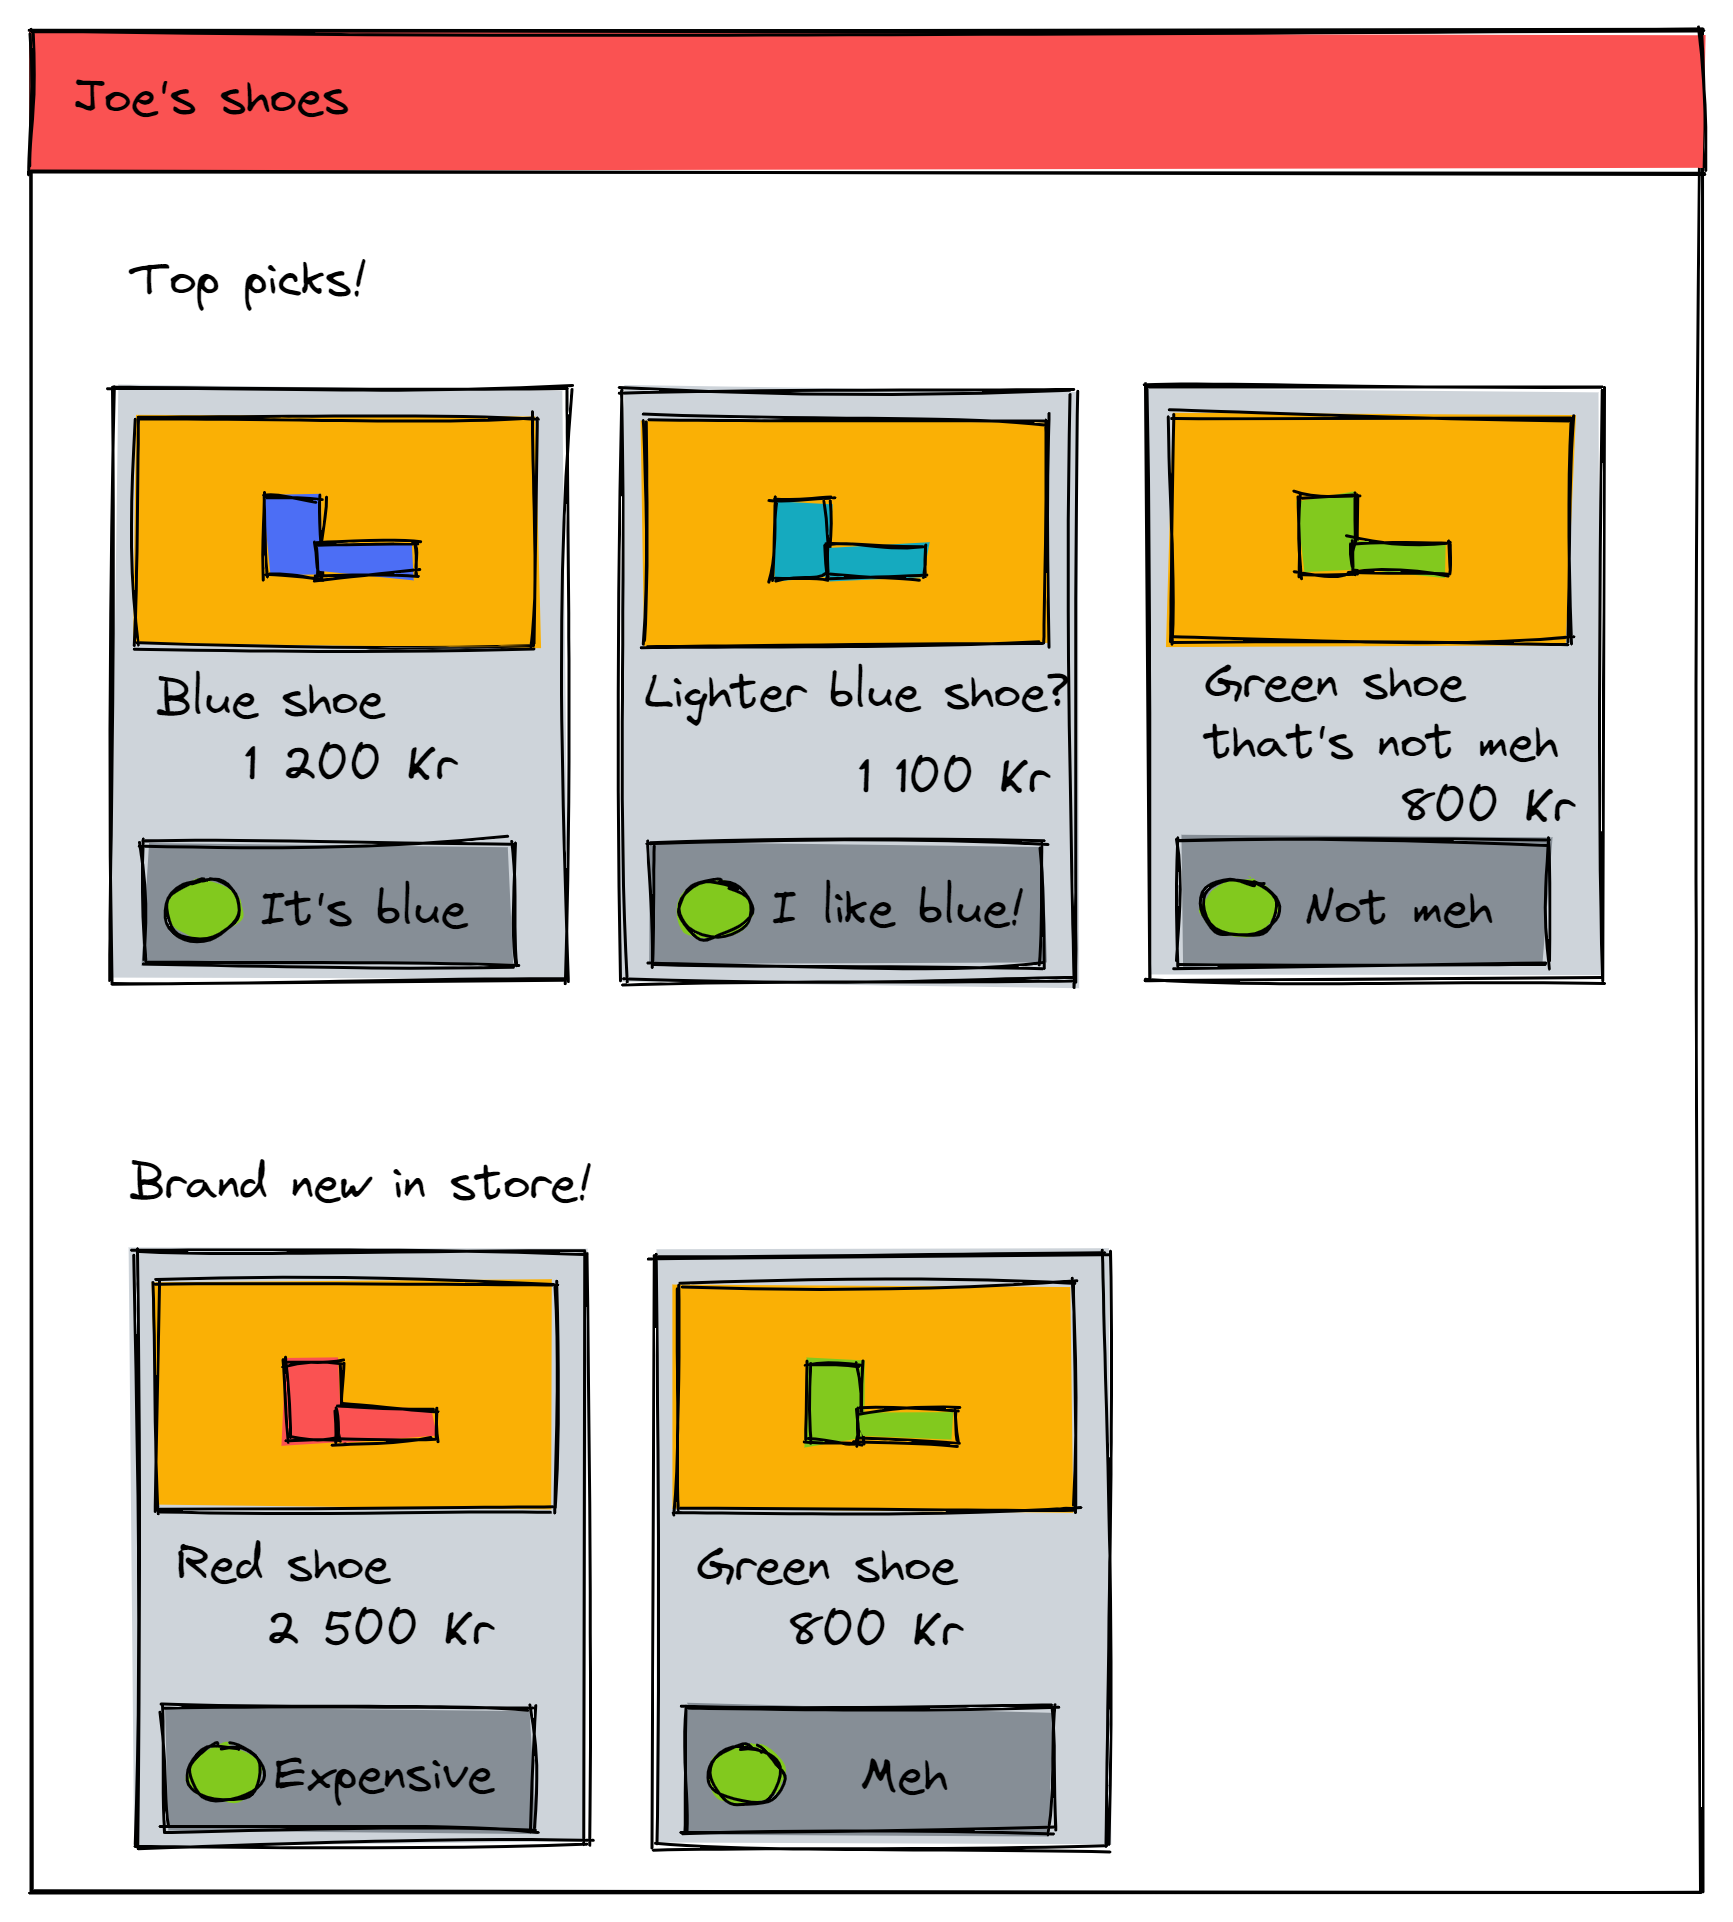 Joe's shoes
Top picks!
Blue shoe
1 200 Kr
It's blue
Lighter blue shoe?
1 100 Kr
I like blue!
Green shoe
that's not meh
800 Kr
Not meh
Brand new in store!
Red shoe
2 500 Kr
Expensive
Green shoe
800 Kr
Meh